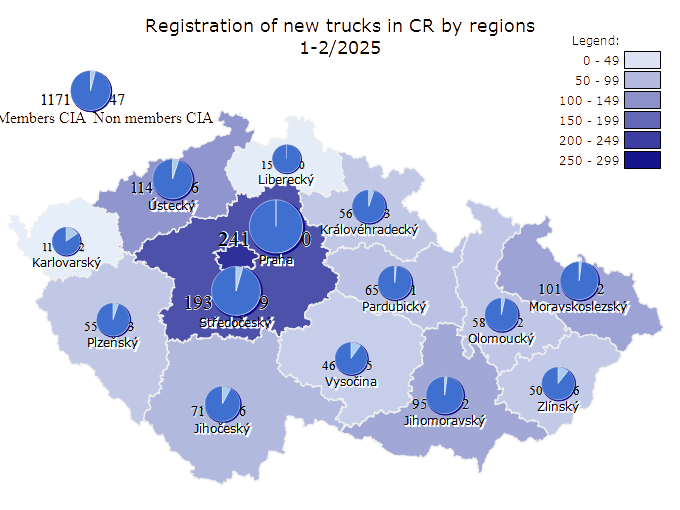 Registration of new trucks in CR by regions
1-2/2025
Legend:
0 - 49
50 - 99
100 - 149
150 - 199
200 - 249
250 - 299
1171 47
Members CIA Non members CIA
15 0
Liberecký
114 6
Ústecký
56 3
Královéhradecký
241 0
Praha
11 2
Karlovarský
193 9
Středočeský
65 1
Pardubický
101 2
Moravskoslezský
55 3
Plzeňský
58 2
Olomoucký
46 5
Vysočina
50 6
Zlínský
71 6
Jihočeský
95 2
Jihomoravský